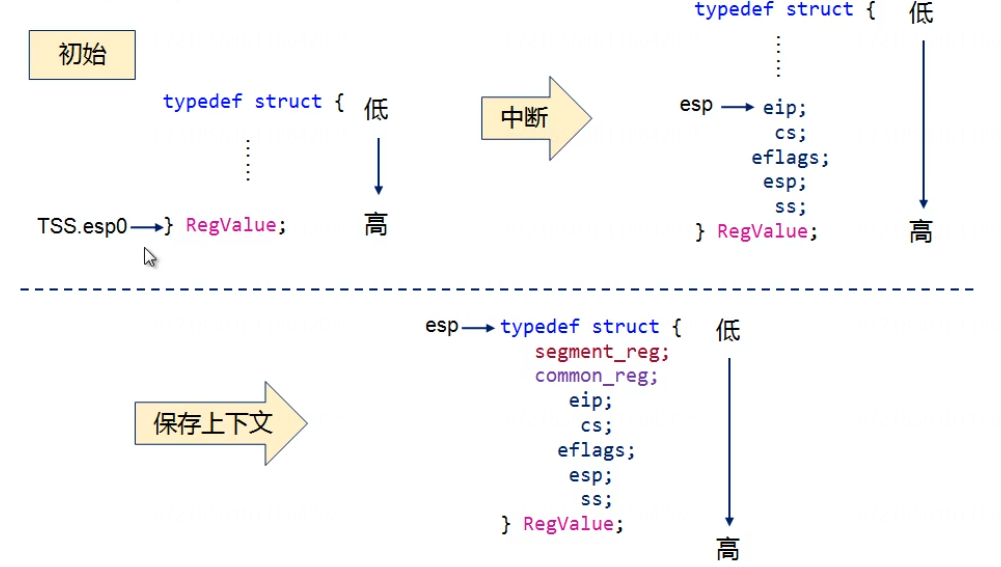 初始
typedef struct {
低
TSS.esp0
} RegValue;
高
中断
typedef struct {
低
esp
eip;
cs;
eflags;
esp;
ss;
} RegValue;
高
保存上下文
esp
typedef struct {
低
segment_reg;
common_reg;
eip;
cs;
eflags;
esp;
ss;
} RegValue;
高